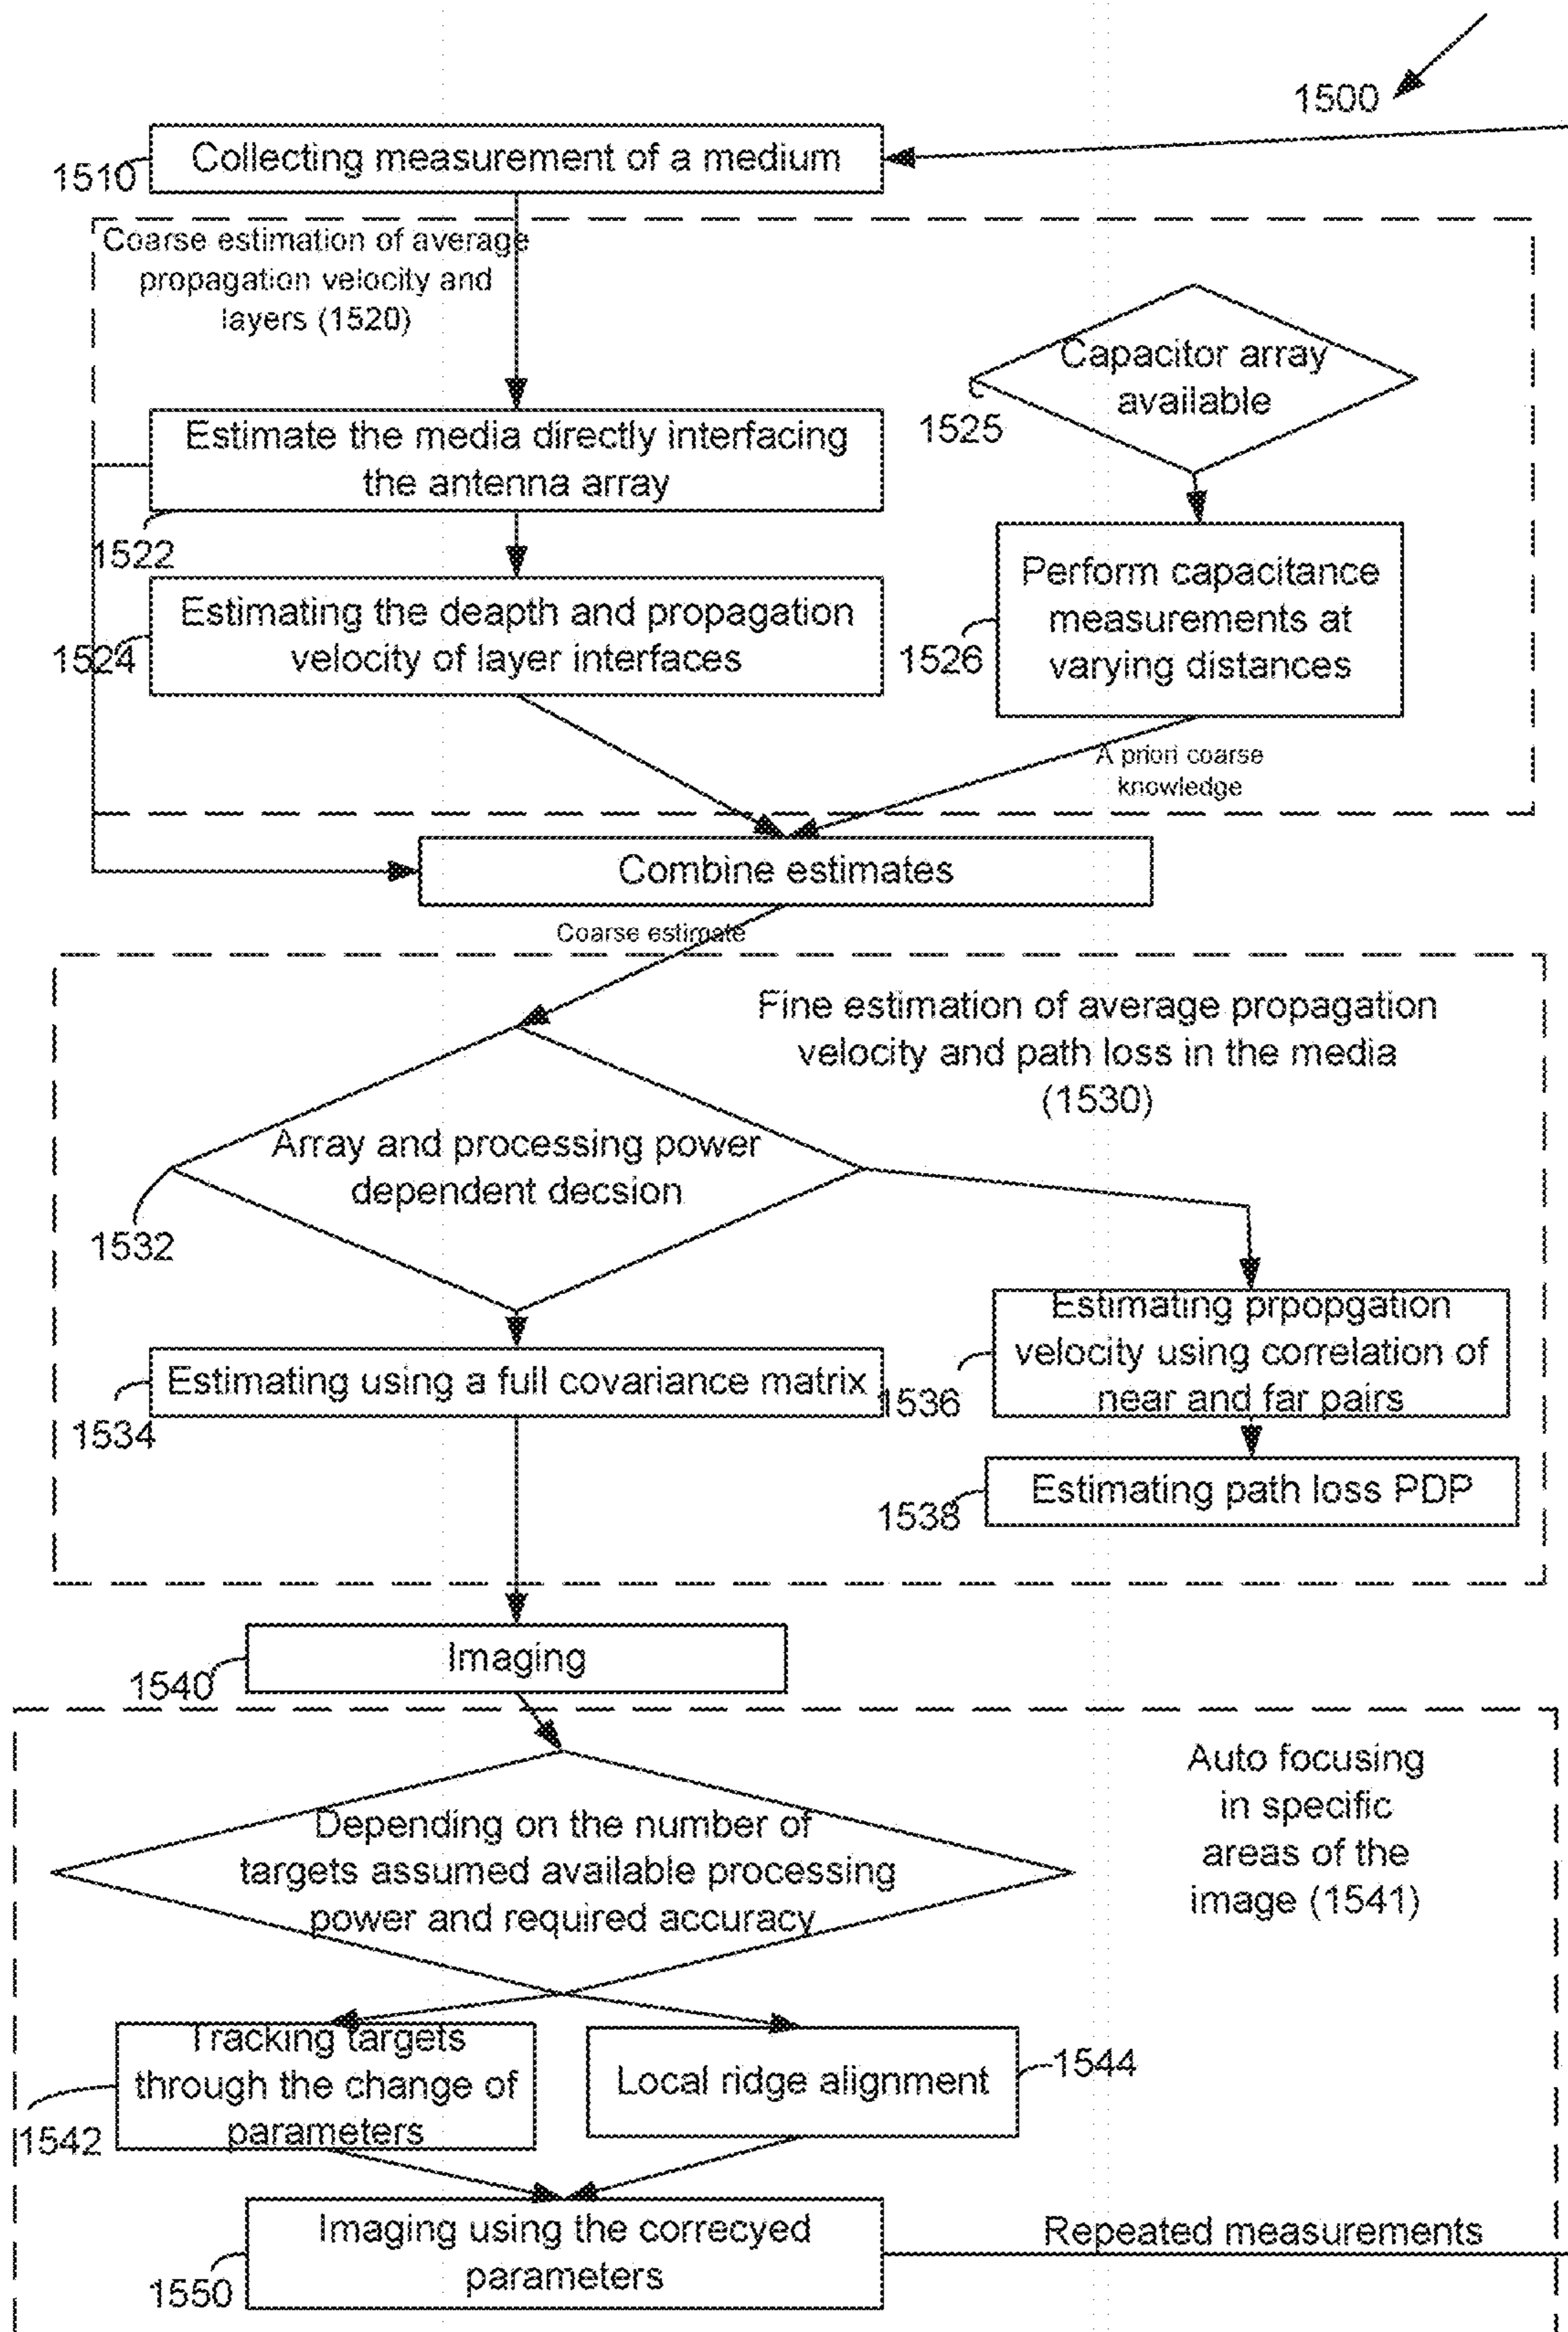 1500
Collecting measurement of a medium
1510
Coarse estimation of average
propagation velocity and
layers (1520)
Capacitor array
available
1525
Estimate the media directly interfacing
the antenna array
1522
Perform capacitance
measurements at
varying distances
1526
Estimating the deapth and propagation
velocity of layer interfaces
1524
A priori coarse
knowledge
Combine estimates
Coarse estimate
Fine estimation of average propagation
velocity and path loss in the media
(1530)
Array and processing power
dependent decsion
1532
Estimating prpopgation
velocity using correlation of
near and far pairs
1536
Estimating using a full covariance matrix
1534
Estimating path loss PDP
1538
Imaging
1540
Auto focusing
in specific
areas of the
image (1541)
Depending on the number of
targets assumed available processing
power and required accuracy
Tracking targets
through the change of
parameters
1542
Local ridge alignment
1544
Imaging using the correcyed
parameters
1550
Repeated measurements